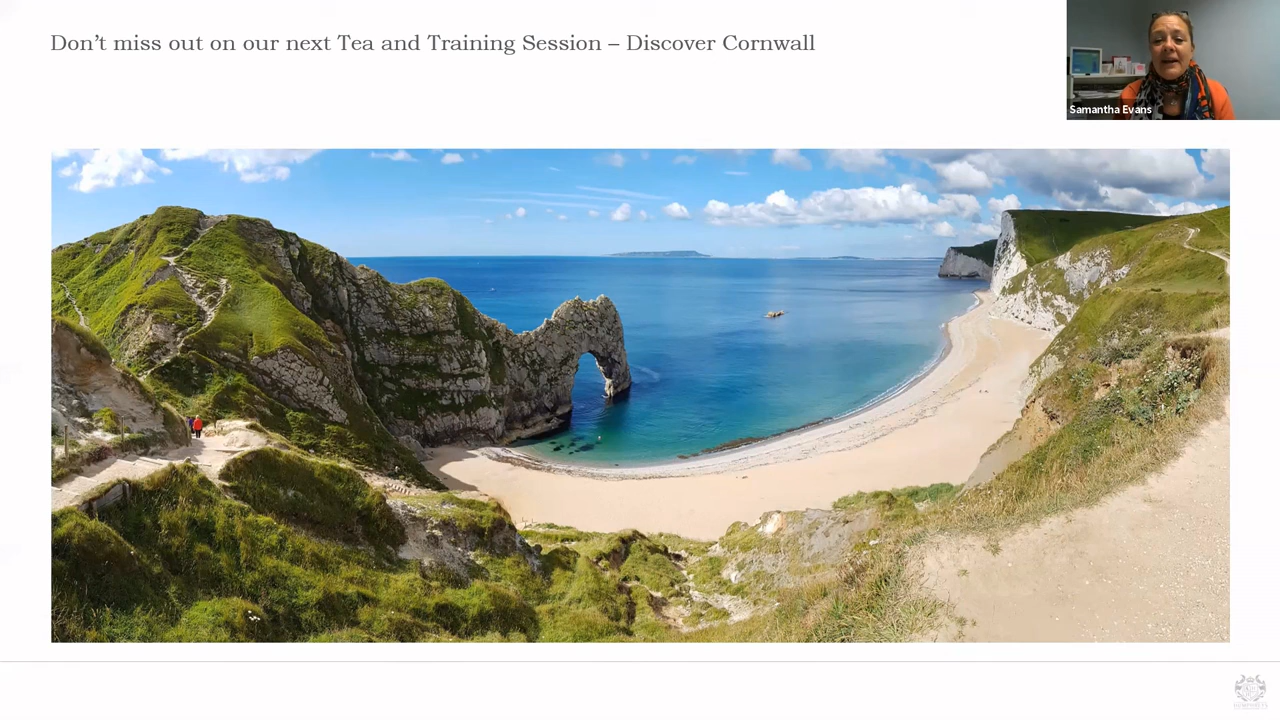 Don't miss out on our next Tea and Training Session – Discover Cornwall
Samantha Evans